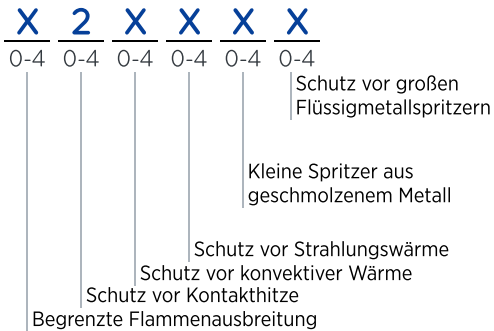 X 2 X X X X
0-4 0-4 0-4 0-4 0-4 0-4
Schutz vor großen
Flüssigmetallspritzern
Kleine Spritzer aus
geschmolzenem Metall
Schutz vor Strahlungswärme
Schutz vor konvektiver Wärme
Schutz vor Kontakthitze
Begrenzte Flammenausbreitung